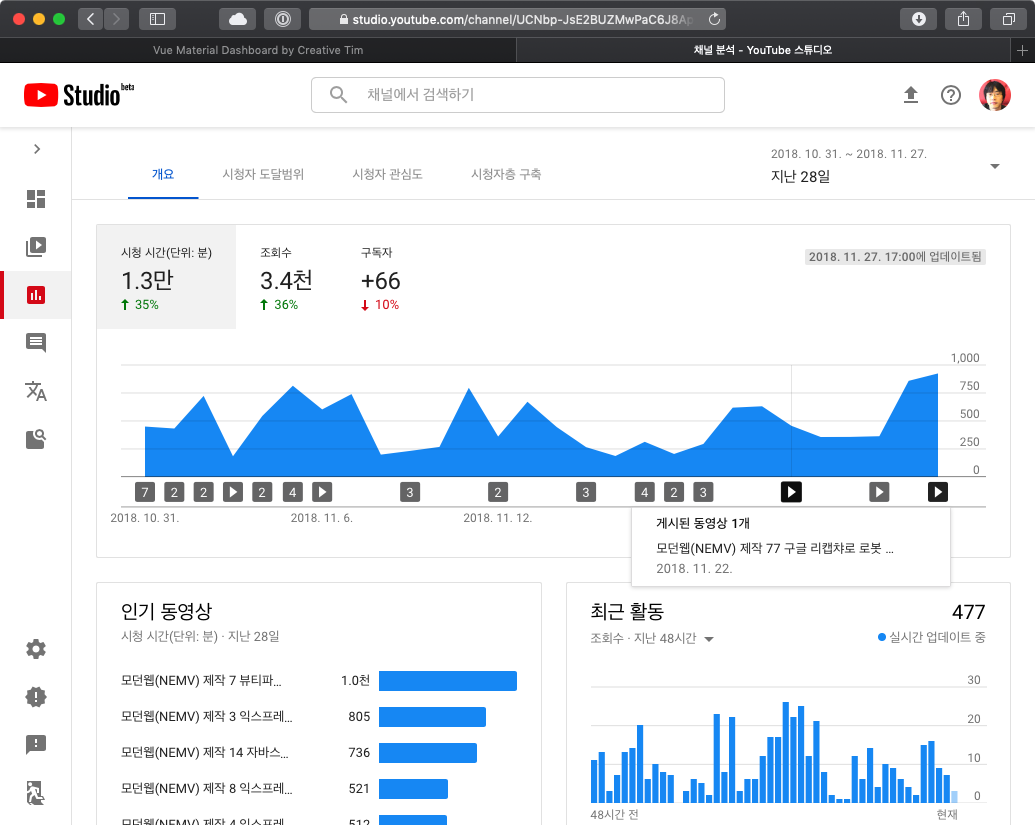 studio.youtube.com/channel/UCNbp-JsE2BUZMwPaC6J8Ap
Vue Material Dashboard by Creative Tim
채널 분석 - YouTube 스튜디오
Studio beta
채널에서 검색하기
개요
시청자 도달범위
시청자 관심도
시청자층 구축
2018. 10. 31. ~ 2018. 11. 27.
지난 28일
시청 시간(단위: 분)
1.3만
35%
조회수
3.4천
36%
구독자
+66
10%
2018. 11. 27. 17:00에 업데이트됨
1,000
750
500
250
0
7 2 2 2 4 3 2 3 4 2 3
2018. 10. 31.
2018. 11. 6.
2018. 11. 12.
게시된 동영상 1개
모던웹(NEMV) 제작 77 구글 리캡챠로 로봇 ...
2018. 11. 22.
인기 동영상
시청 시간(단위: 분) · 지난 28일
모던웹(NEMV) 제작 7 뷰티파... 1.0천
모던웹(NEMV) 제작 3 익스프레... 805
모던웹(NEMV) 제작 14 자바스... 736
모던웹(NEMV) 제작 8 익스프레... 521
모던웹(NEMV) 제작 4 익스프레... 512
최근 활동
477
조회수 · 지난 48시간
실시간 업데이트 중
30
20
10
0
48시간 전
현재